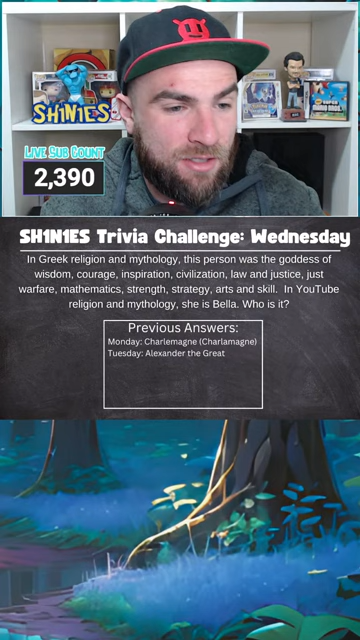 SH1N1ES
LIVE SUB COUNT
2,390
SH1N1ES Trivia Challenge: Wednesday
In Greek religion and mythology, this person was the goddess of
wisdom, courage, inspiration, civilization, law and justice, just
warfare, mathematics, strength, strategy, arts and skill.  In YouTube
religion and mythology, she is Bella. Who is it?
Previous Answers:
Monday: Charlemagne (Charlamagne)
Tuesday: Alexander the Great